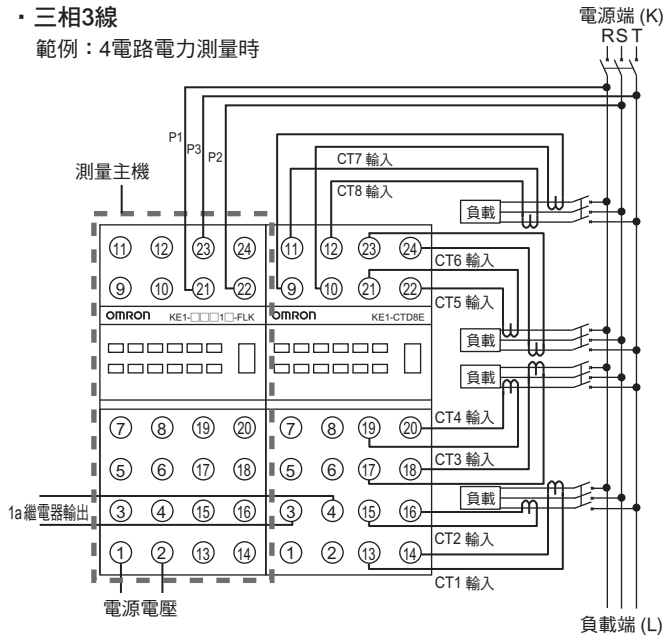 ・三相3線
範例：4電路電力測量時
電源端 (K)
R S T
P1
P3
P2
CT7 輸入
CT8 輸入
測量主機
負載
⑪ ⑫ ㉓ ㉔ ⑪ ⑫ ㉓ ㉔
CT6 輸入
⑨ ⑩ ㉑ ㉒ ⑨ ⑩ ㉑ ㉒
CT5 輸入
OMRON KE1-□□□1□-FLK OMRON KE1-CTD8E
負載
負載
⑦ ⑧ ⑲ ⑳ ⑦ ⑧ ⑲ ⑳
CT4 輸入
CT3 輸入
⑤ ⑥ ⑰ ⑱ ⑤ ⑥ ⑰ ⑱
負載
1a繼電器輸出
③ ④ ⑮ ⑯ ③ ④ ⑮ ⑯
CT2 輸入
① ② ⑬ ⑭ ① ② ⑬ ⑭
CT1 輸入
電源電壓
負載端 (L)